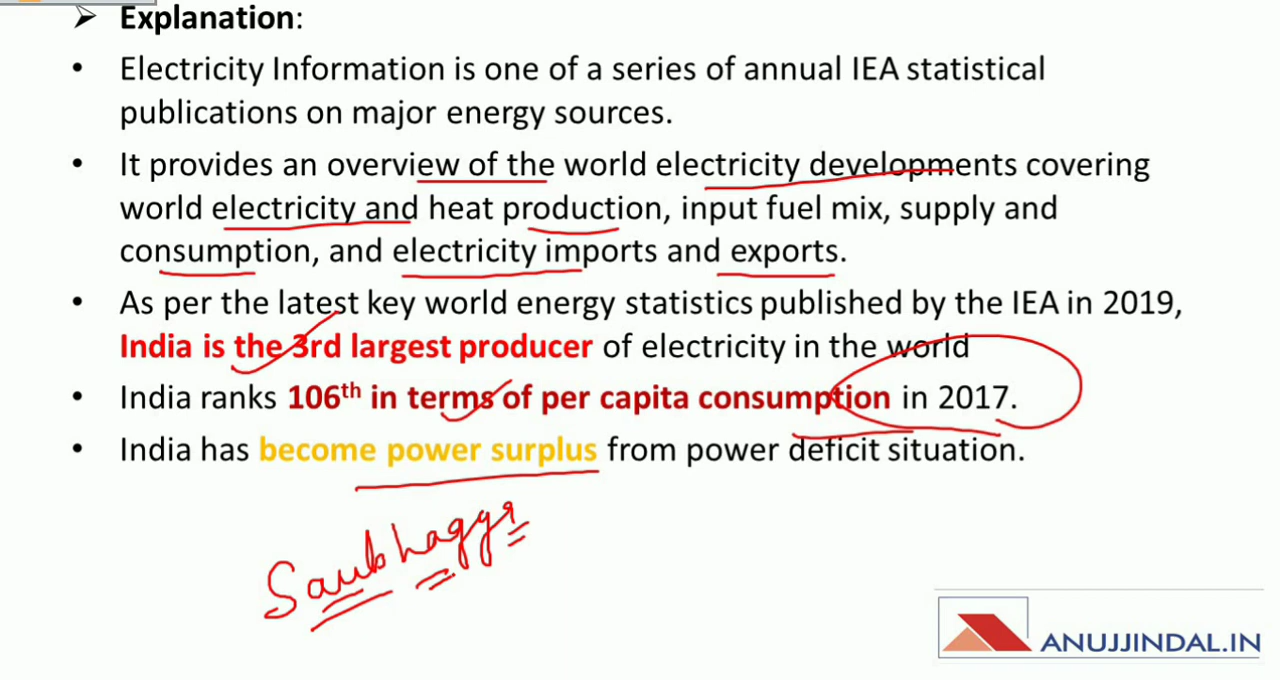 ➤ Explanation:
• Electricity Information is one of a series of annual IEA statistical
publications on major energy sources.
• It provides an overview of the world electricity developments covering
world electricity and heat production, input fuel mix, supply and
consumption, and electricity imports and exports.
• As per the latest key world energy statistics published by the IEA in 2019,
India is the 3rd largest producer of electricity in the world
• India ranks 106th in terms of per capita consumption in 2017.
• India has become power surplus from power deficit situation.
Saubhagya
ANUJJINDAL.IN